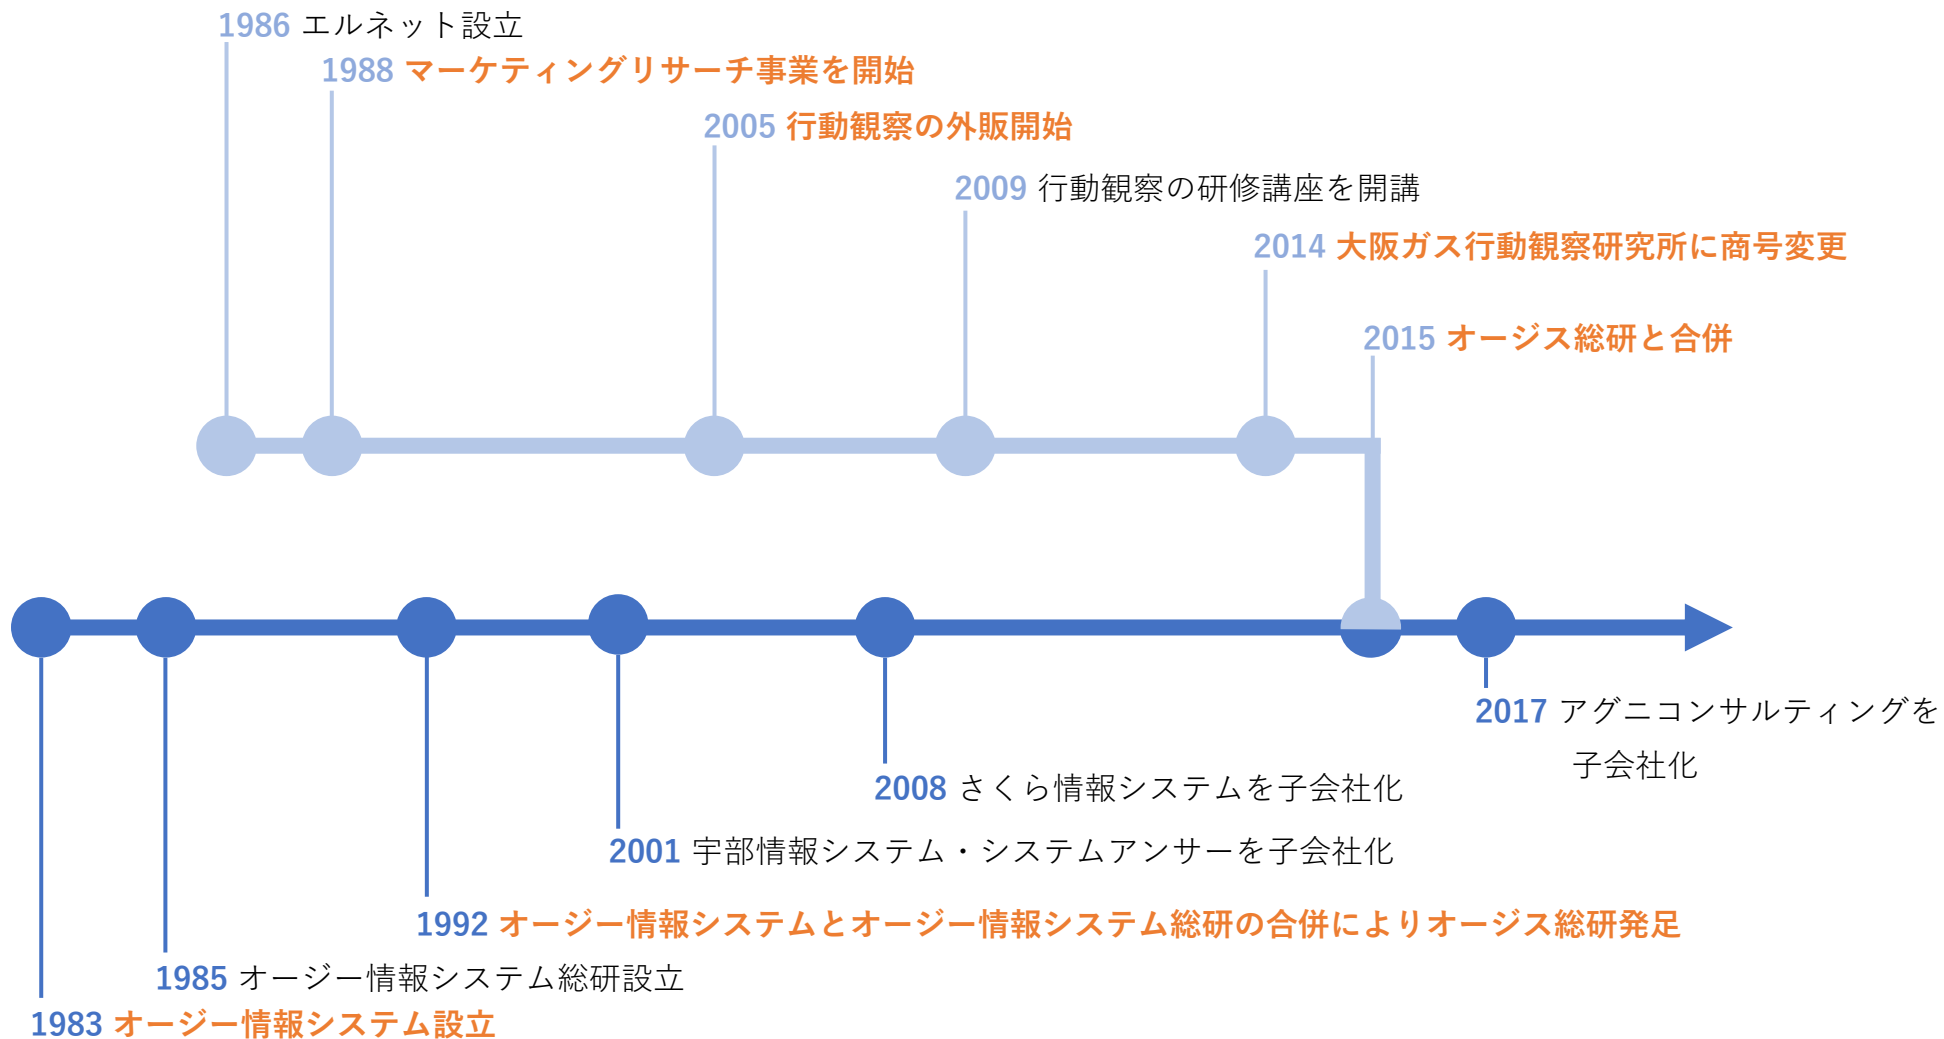 1986 エルネット設立
1988 マーケティングリサーチ事業を開始
2005 行動観察の外販開始
2009 行動観察の研修講座を開講
2014 大阪ガス行動観察研究所に商号変更
2015 オージス総研と合併
2017 アグニコンサルティングを
子会社化
2008 さくら情報システムを子会社化
2001 宇部情報システム・システムアンサーを子会社化
1992 オージー情報システムとオージー情報システム総研の合併によりオージス総研発足
1985 オージー情報システム総研設立
1983 オージー情報システム設立